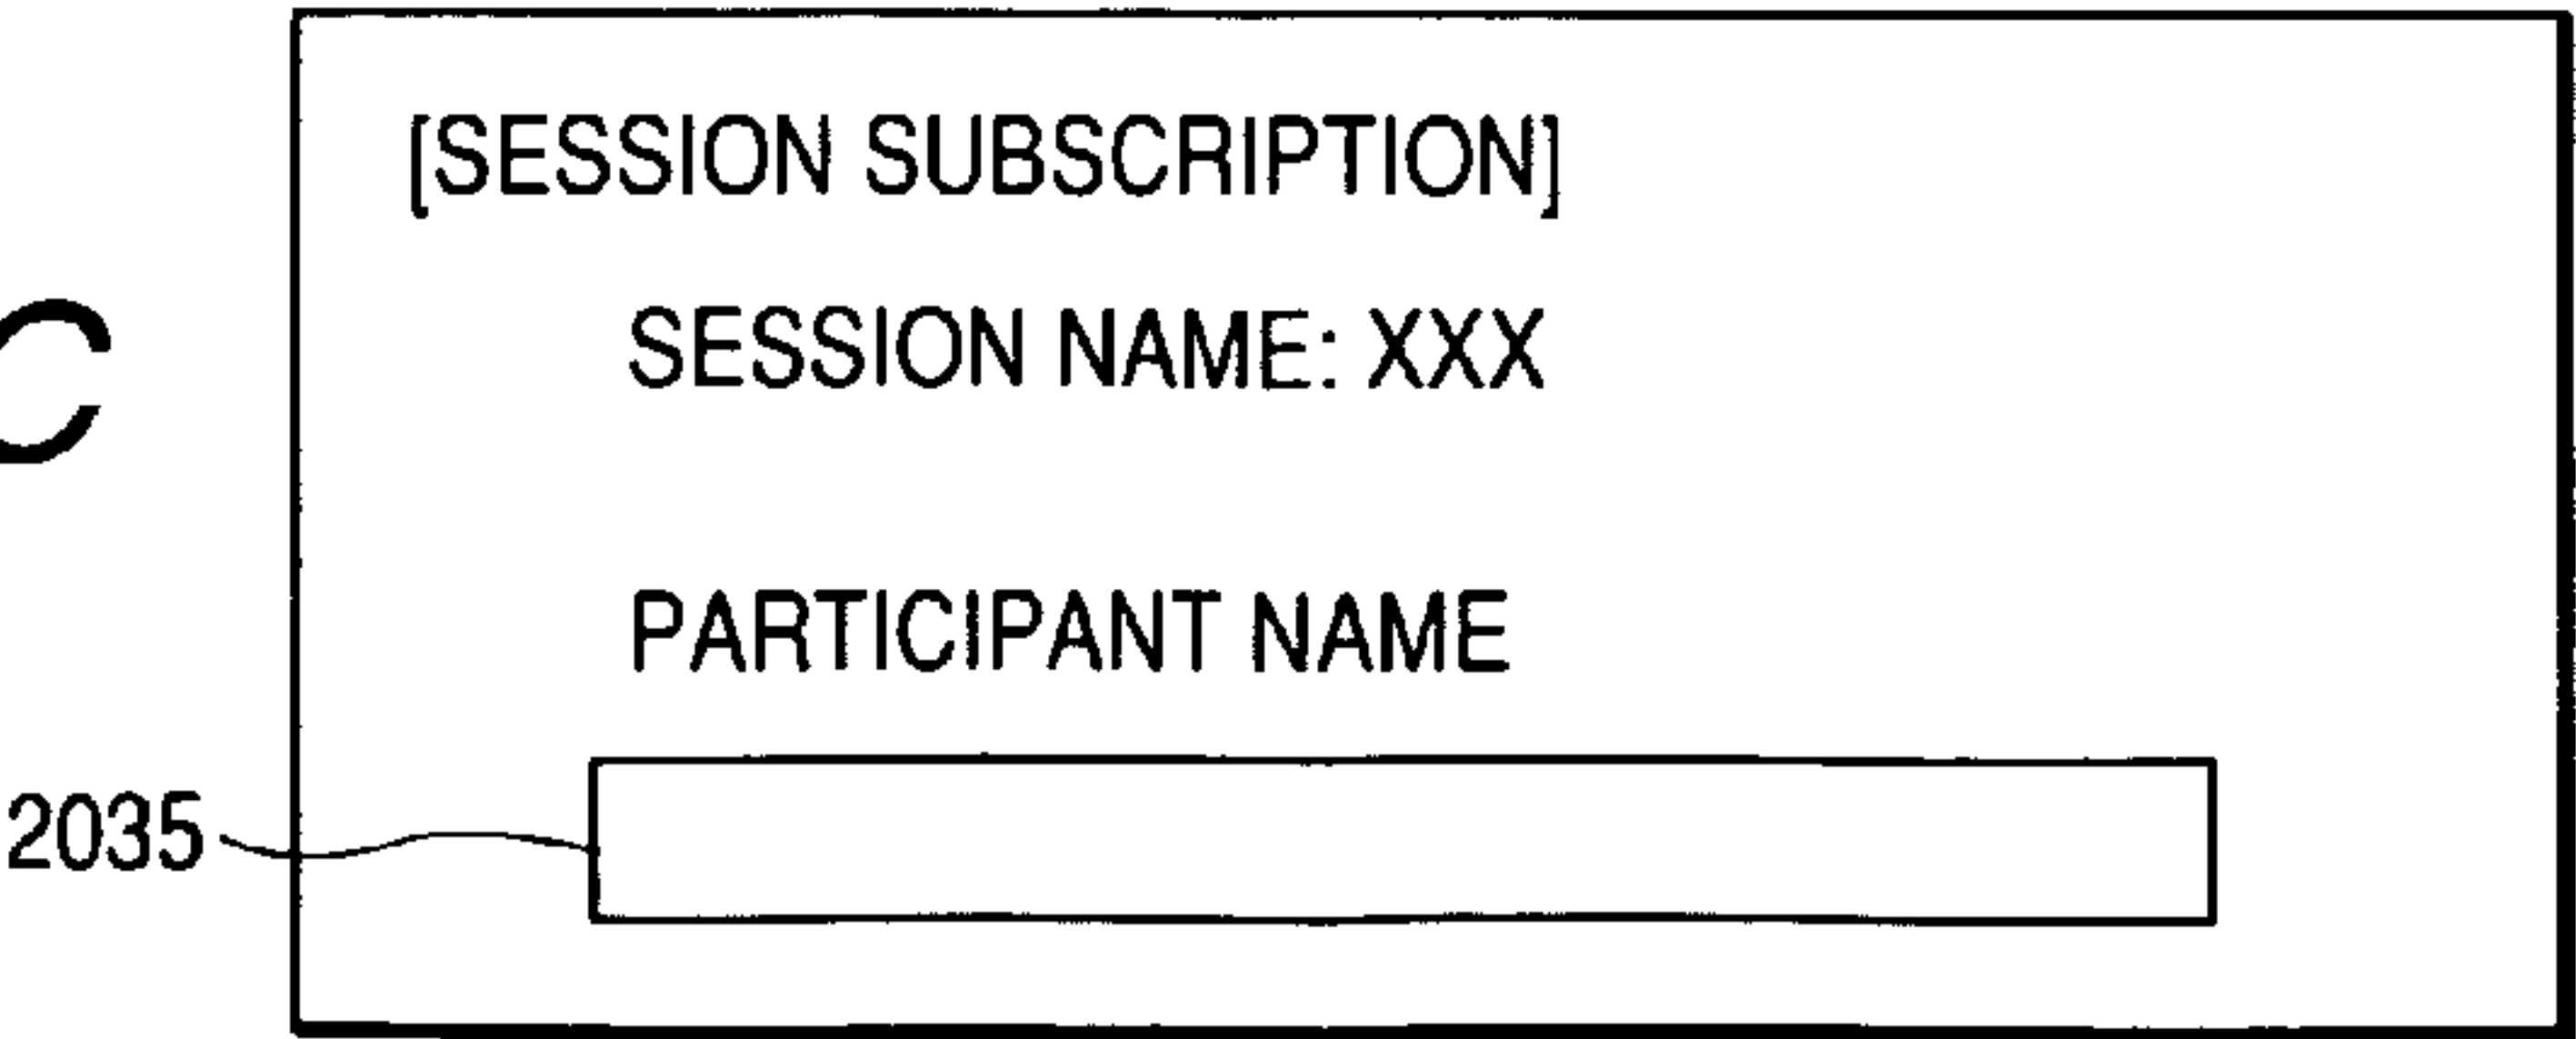 [SESSION SUBSCRIPTION]
C
SESSION NAME: XXX
PARTICIPANT NAME
2035